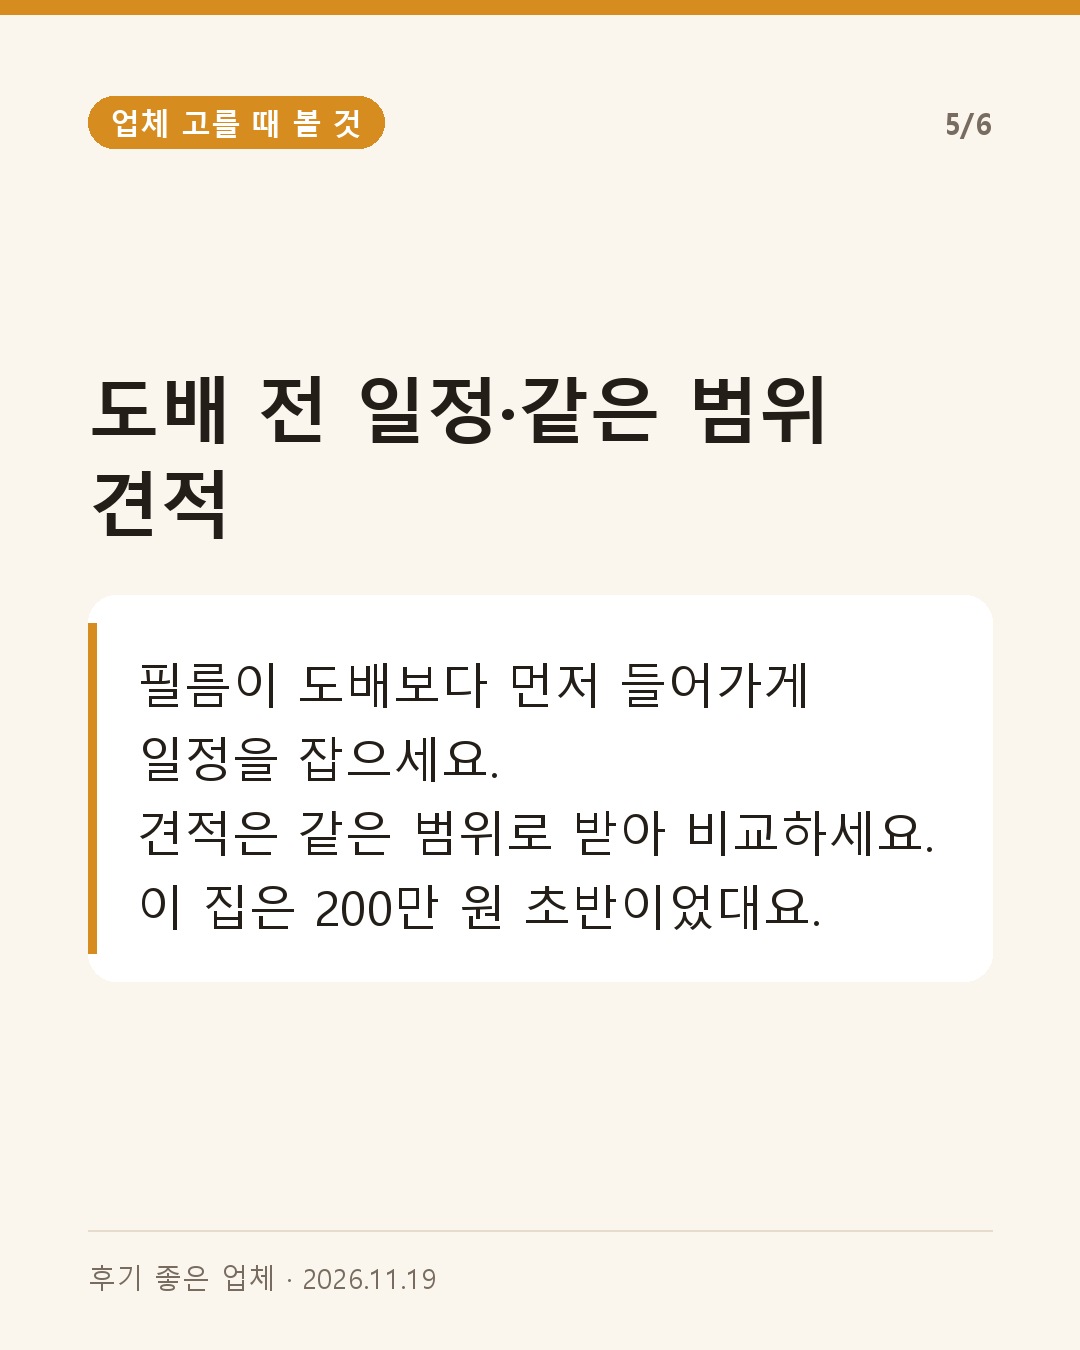 업체 고를 때 볼 것
5/6
도배 전 일정·같은 범위
견적
필름이 도배보다 먼저 들어가게
일정을 잡으세요.
견적은 같은 범위로 받아 비교하세요.
이 집은 200만 원 초반이었대요.
후기 좋은 업체 · 2026.11.19